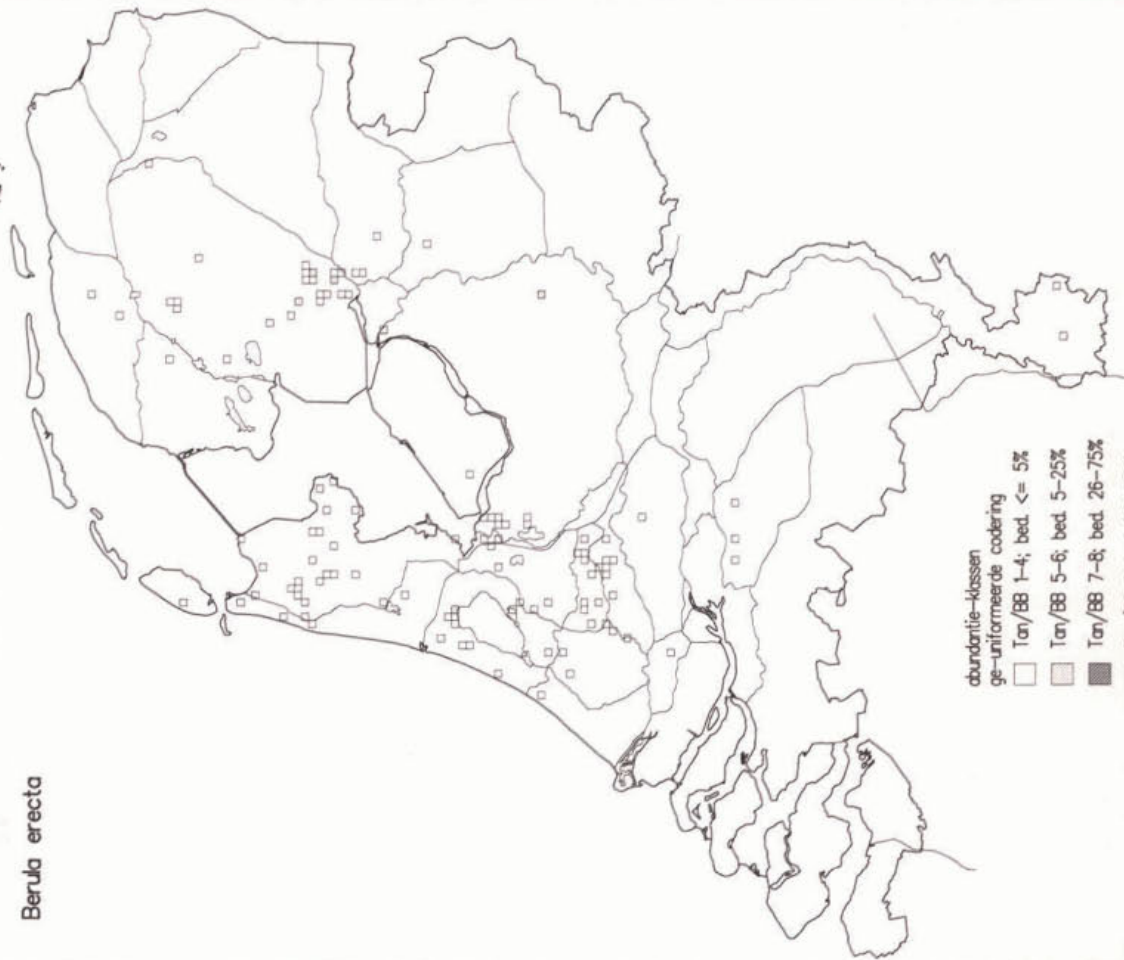 Berula erecta
abundantie-klassen
ge-uniformeerde codering
Tan/BB 1-4; bed. <= 5%
Tan/BB 5-6; bed. 5-25%
Tan/BB 7-8; bed. 26-75%